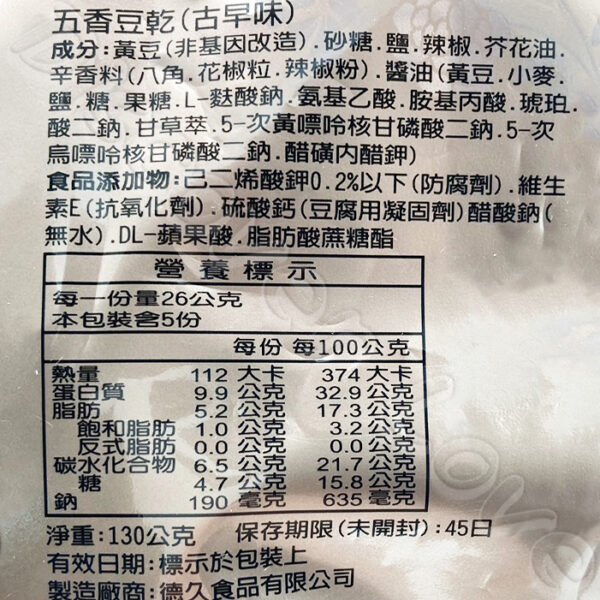 五香豆乾(古早味)
成分:黃豆(非基因改造).砂糖.鹽.辣椒.芥花油.
辛香料(八角.花椒粒.辣椒粉).醬油(黃豆.小麥.
鹽.糖.果糖.L-麩酸鈉.氨基乙酸.胺基丙酸.琥珀.
酸二鈉.甘草萃.5-次黃嘌呤核甘磷酸二鈉.5-次
烏嘌呤核甘磷酸二鈉.醋磺内醋鉀)
食品添加物:己二烯酸鉀0.2%以下(防腐劑).維生
素E(抗氧化劑).硫酸鈣(豆腐用凝固劑)醋酸鈉(
無水).DL-蘋果酸.脂肪酸蔗糖酯
營養標示
每一份量26公克
本包裝含5份
每份 每100公克
熱量 112 大卡 374 大卡
蛋白質 9.9 公克 32.9 公克
脂肪 5.2 公克 17.3 公克
飽和脂肪 1.0 公克 3.2 公克
反式脂肪 0.0 公克 0.0 公克
碳水化合物 6.5 公克 21.7 公克
糖 4.7 公克 15.8 公克
鈉 190 毫克 635 毫克
淨重:130公克 保存期限(未開封):45日
有效日期:標示於包裝上
製造廠商:德久食品有限公司